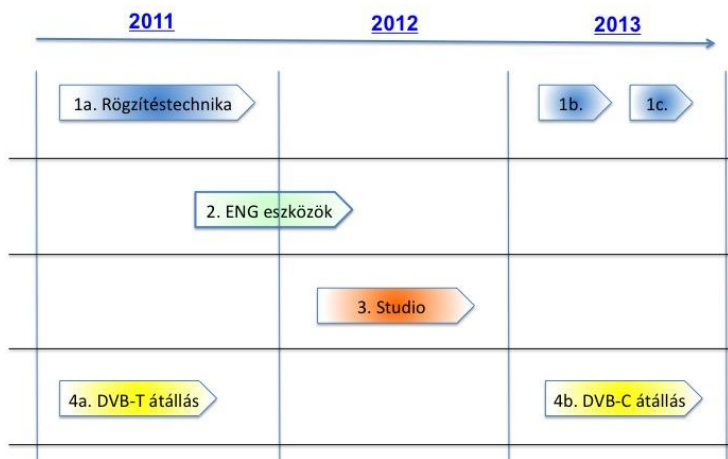 2011
2012
2013
1a. Rögzítéstechnika
1b.
1c.
2. ENG eszközök
3. Studio
4a. DVB-T átállás
4b. DVB-C átállás